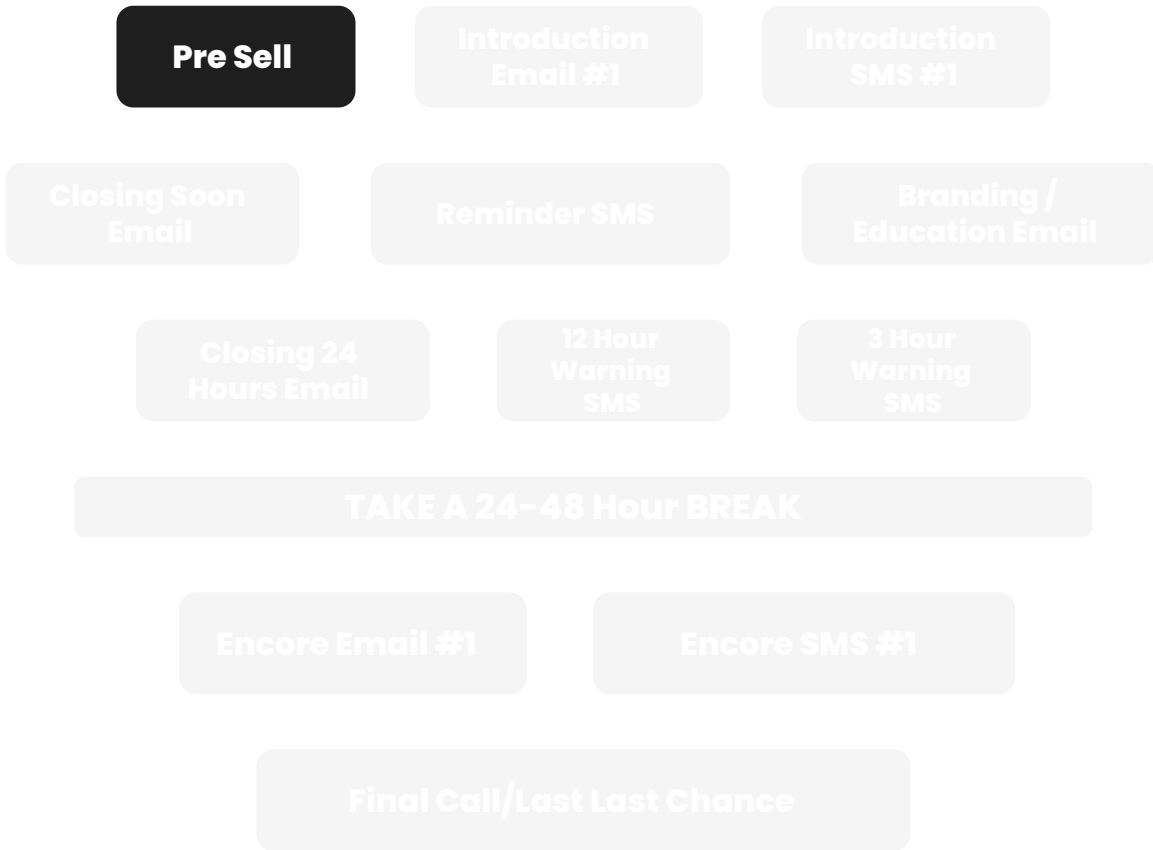 Pre Sell
Introduction
Email #1
Introduction
SMS #1
Closing Soon
Email
Reminder SMS
Branding /
Education Email
Closing 24
Hours Email
12 Hour
Warning
SMS
3 Hour
Warning
SMS
TAKE A 24-48 Hour BREAK
Encore Email #1
Encore SMS #1
Final Call/Last Last Chance